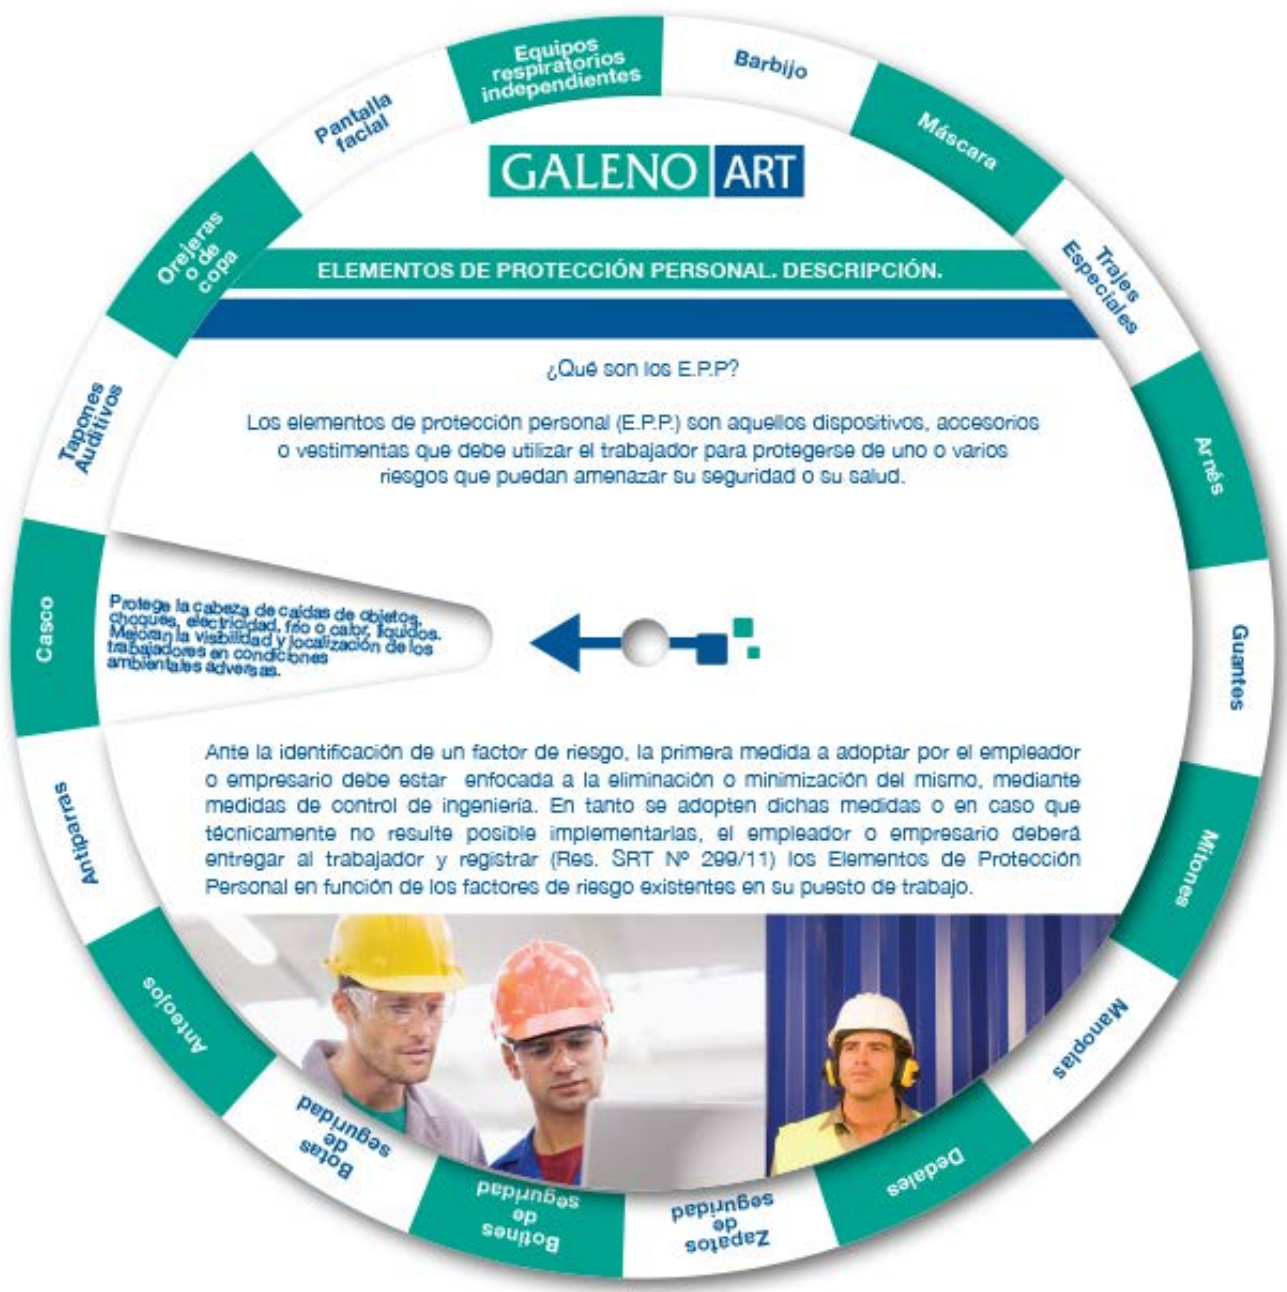 Equipos
respiratorios
independientes
Barbijo
Máscara
Trajes
Especiales
Arnés
Guantes
Mitones
Manoplas
Dedales
Zapatos
de
seguridad
Botines
de
seguridad
Botas
de
seguridad
Anteojos
Antiparras
Casco
Tapones
Auditivos
Orejeras
o de
copa
Pantalla
facial
GALENO ART
ELEMENTOS DE PROTECCIÓN PERSONAL. DESCRIPCIÓN.
¿Qué son los E.P.P?
Los elementos de protección personal (E.P.P.) son aquellos dispositivos, accesorios
o vestimentas que debe utilizar el trabajador para protegerse de uno o varios
riesgos que puedan amenazar su seguridad o su salud.
Protege la cabeza de caídas de objetos,
choques, electricidad, frío o calor, líquidos.
Mejoran la visibilidad y localización de los
trabajadores en condiciones
ambientales adversas.
Ante la identificación de un factor de riesgo, la primera medida a adoptar por el empleador
o empresario debe estar enfocada a la eliminación o minimización del mismo, mediante
medidas de control de ingeniería. En tanto se adopten dichas medidas o en caso que
técnicamente no resulte posible implementarlas, el empleador o empresario deberá
entregar al trabajador y registrar (Res. SRT Nº 299/11) los Elementos de Protección
Personal en función de los factores de riesgo existentes en su puesto de trabajo.